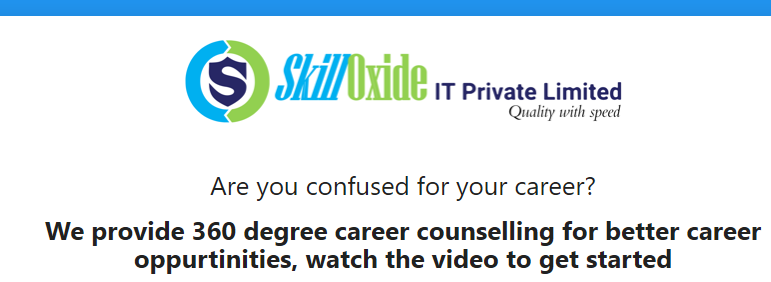 S SkillOxide IT Private Limited
Quality with speed
Are you confused for your career?
We provide 360 degree career counselling for better career
oppurtinities, watch the video to get started